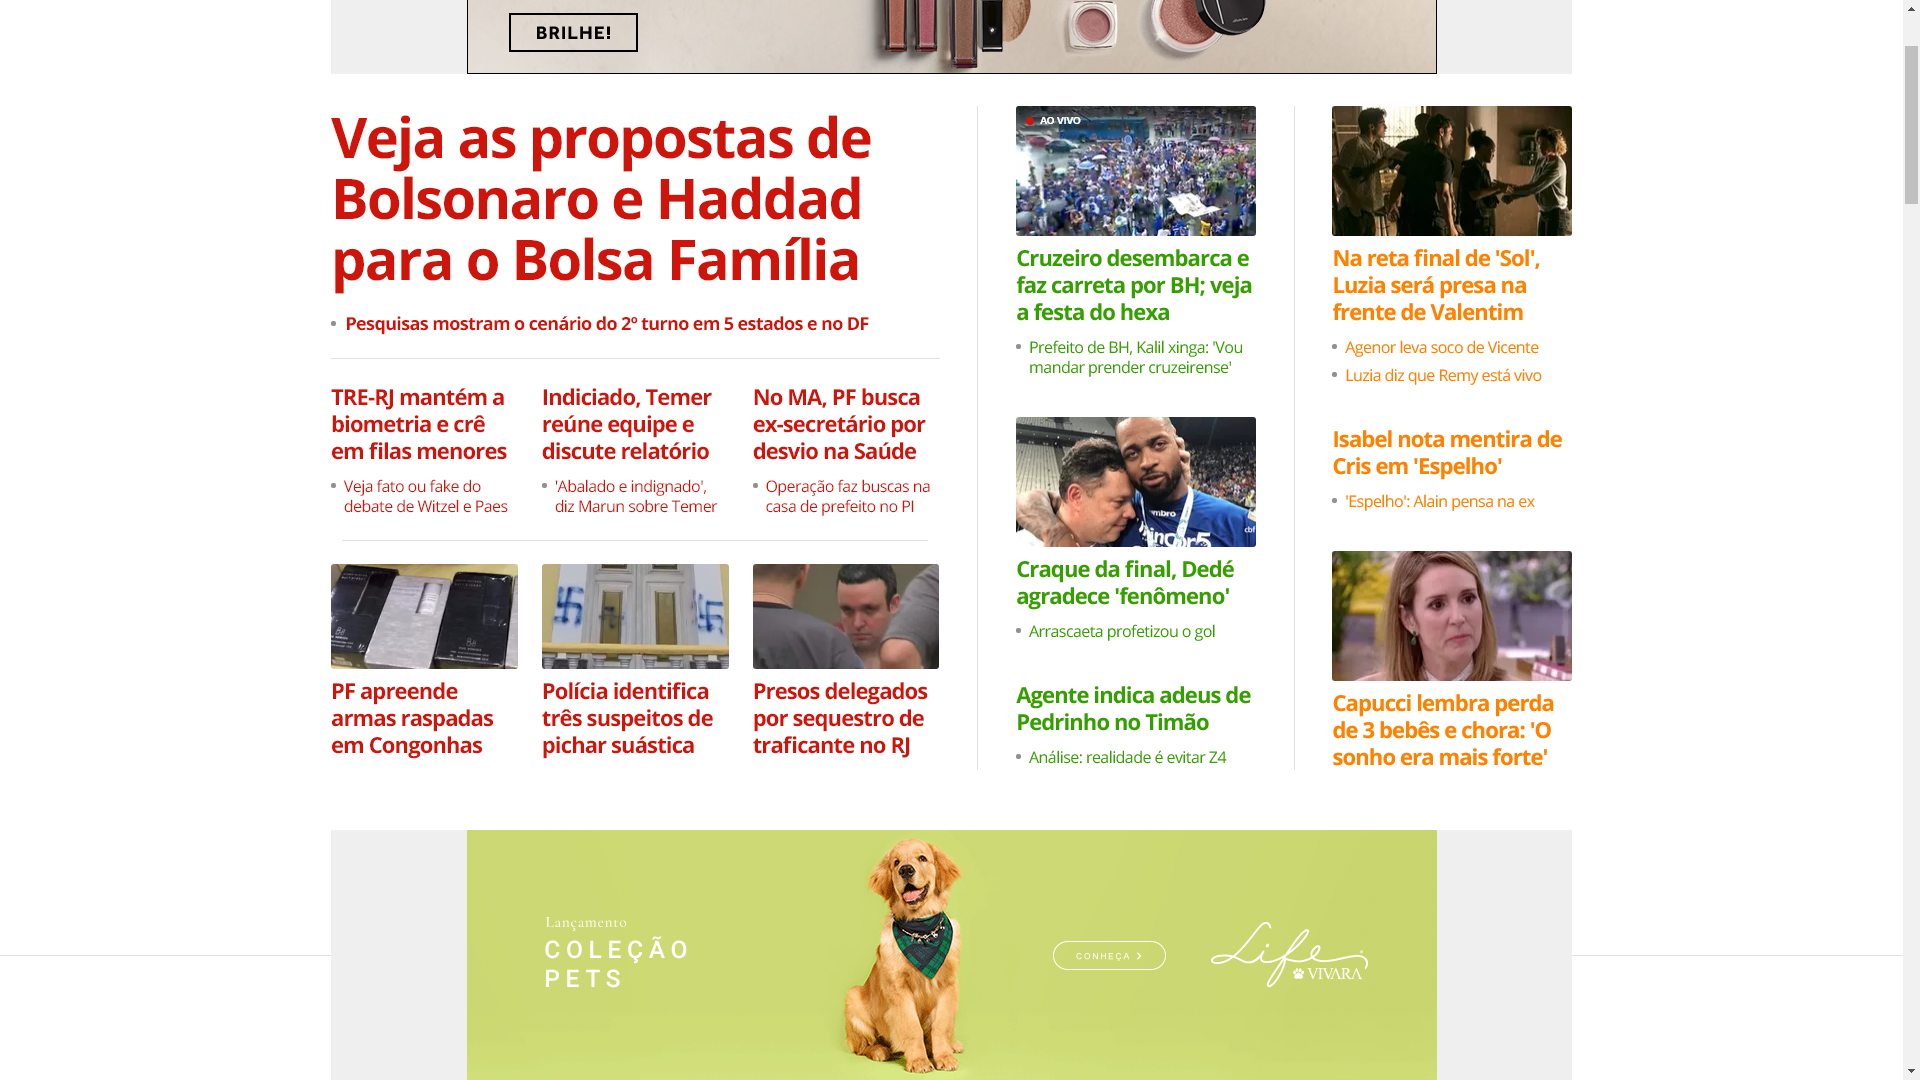 BRILHE!
Veja as propostas de
Bolsonaro e Haddad
para o Bolsa Família
Pesquisas mostram o cenário do 2º turno em 5 estados e no DF
TRE-RJ mantém a
biometria e crê
em filas menores
Veja fato ou fake do
debate de Witzel e Paes
Indiciado, Temer
reúne equipe e
discute relatório
'Abalado e indignado',
diz Marun sobre Temer
No MA, PF busca
ex-secretário por
desvio na Saúde
Operação faz buscas na
casa de prefeito no PI
PF apreende
armas raspadas
em Congonhas
Polícia identifica
três suspeitos de
pichar suástica
Presos delegados
por sequestro de
traficante no RJ
AO VIVO
Cruzeiro desembarca e
faz carreta por BH; veja
a festa do hexa
Prefeito de BH, Kalil xinga: 'Vou
mandar prender cruzeirense'
Craque da final, Dedé
agradece 'fenômeno'
Arrascaeta profetizou o gol
Agente indica adeus de
Pedrinho no Timão
Análise: realidade é evitar Z4
Na reta final de 'Sol',
Luzia será presa na
frente de Valentim
Agenor leva soco de Vicente
Luzia diz que Remy está vivo
Isabel nota mentira de
Cris em 'Espelho'
'Espelho': Alain pensa na ex
Capucci lembra perda
de 3 bebês e chora: 'O
sonho era mais forte'
Lançamento
COLEÇÃO
PETS
CONHEÇA
Life
VIVARA